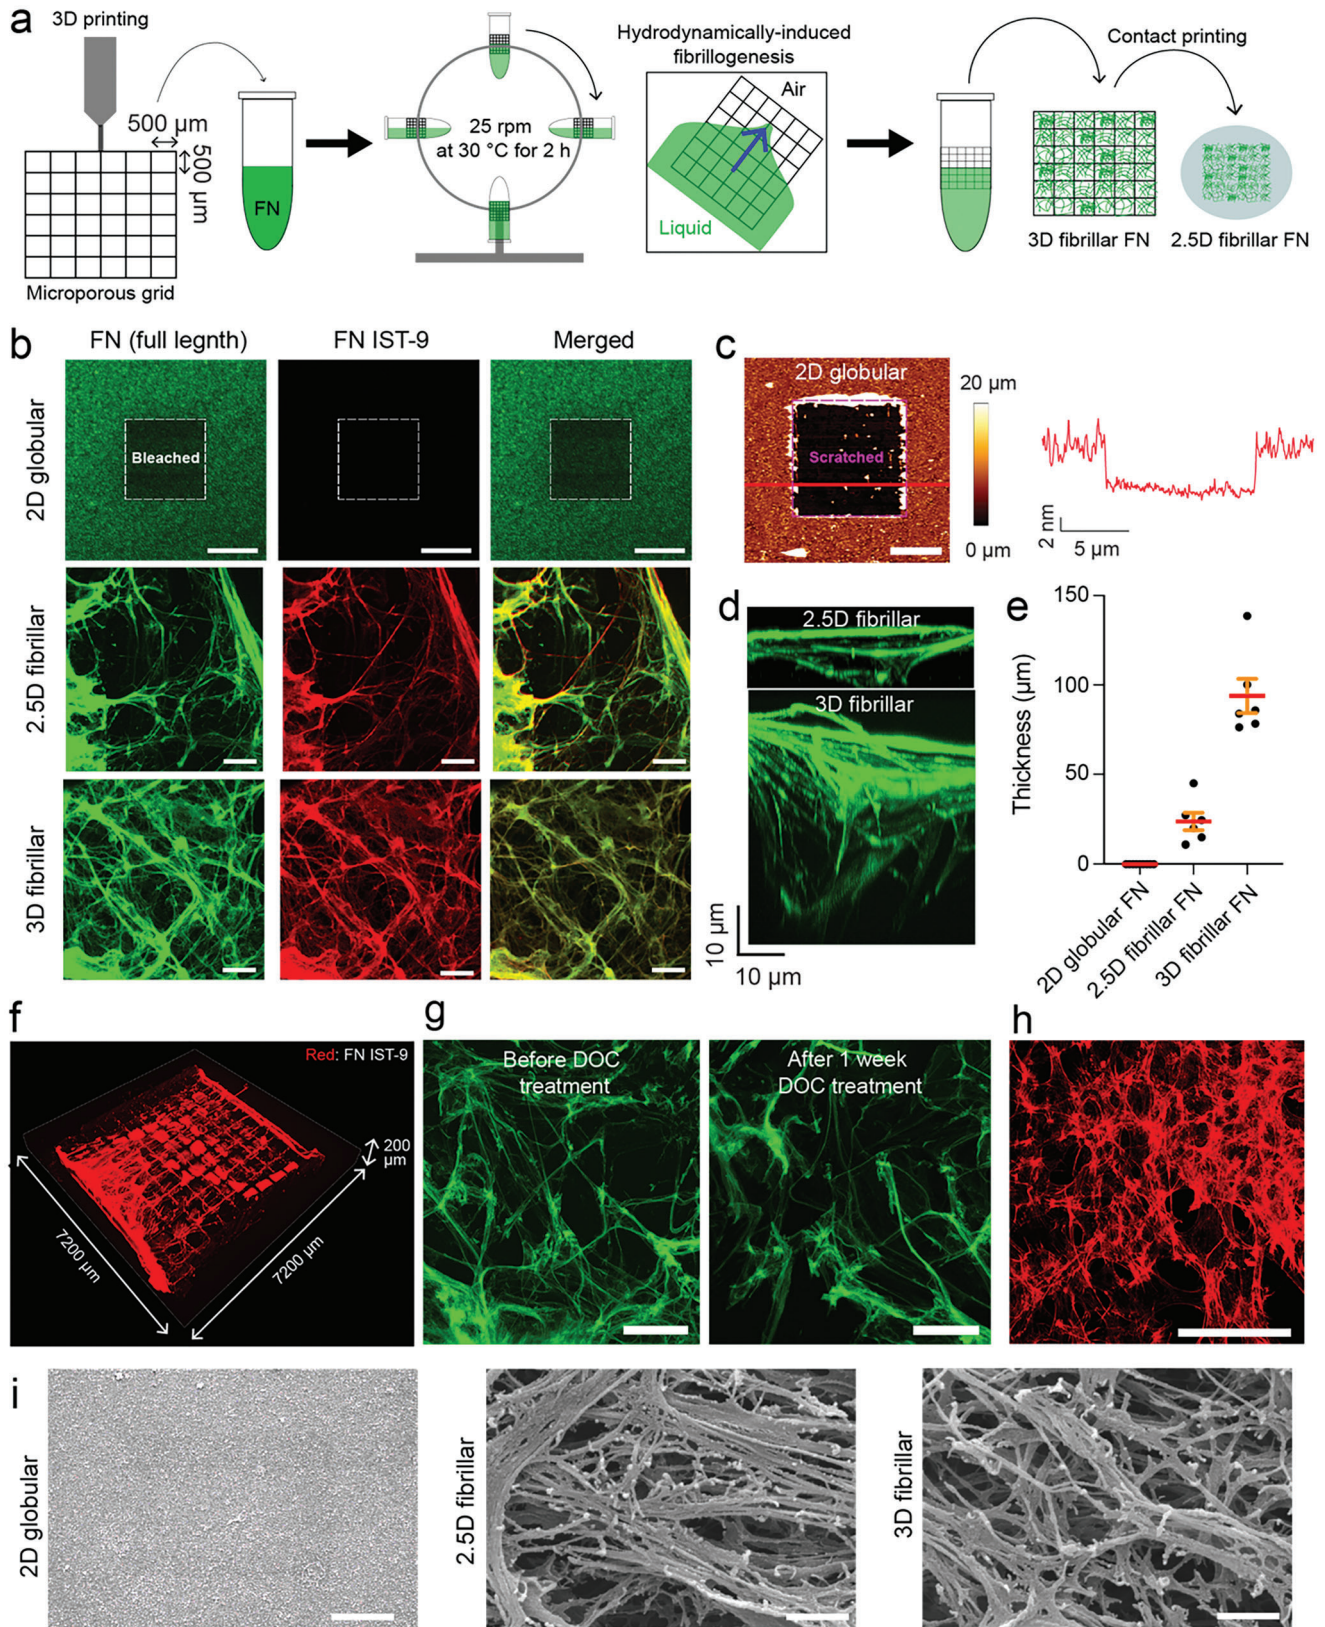 a
3D printing
500 µm
500 µm
FN
Microporous grid
25 rpm
at 30 °C for 2 h
Hydrodynamically-induced
fibrillogenesis
Air
Liquid
Contact printing
3D fibrillar FN
2.5D fibrillar FN
b
FN (full legnth)
FN IST-9
Merged
2D globular
Bleached
2.5D fibrillar
3D fibrillar
c
2D globular
Scratched
20 µm
0 µm
2 nm
5 µm
d
2.5D fibrillar
3D fibrillar
10 µm
10 µm
e
Thickness (µm)
150
100
50
0
2D globular FN
2.5D fibrillar FN
3D fibrillar FN
f
Red: FN IST-9
200
µm
7200 µm
7200 µm
g
Before DOC
treatment
After 1 week
DOC treatment
h
i
2D globular
2.5D fibrillar
3D fibrillar